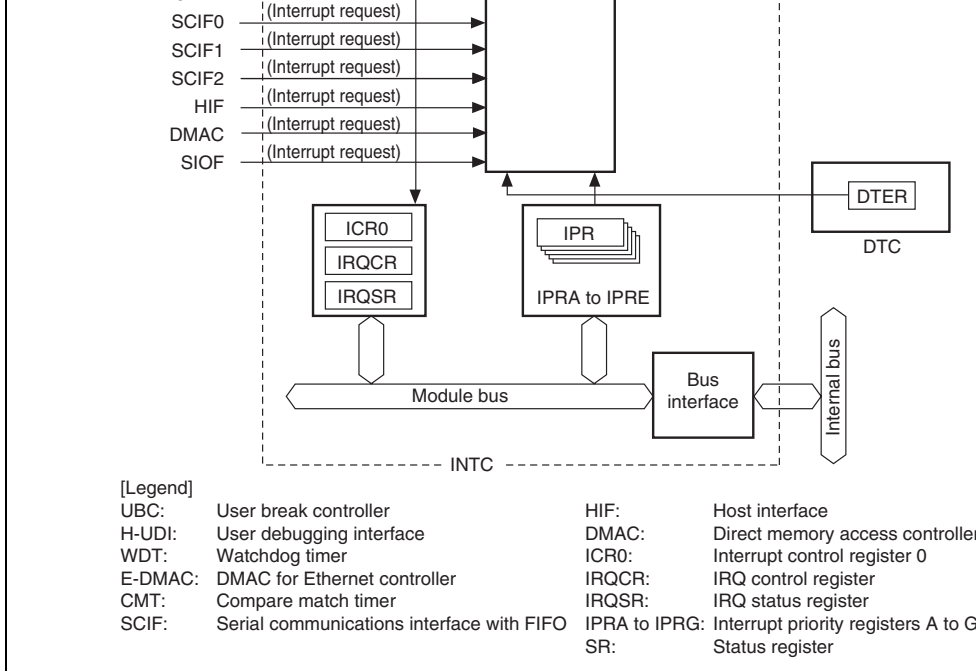 SCIF0 (Interrupt request)
SCIF1 (Interrupt request)
SCIF2 (Interrupt request)
HIF (Interrupt request)
DMAC (Interrupt request)
SIOF (Interrupt request)
DTER
DTC
ICR0
IRQCR
IRQSR
IPR
IPRA to IPRE
Module bus
Bus
interface
Internal bus
INTC
[Legend]
UBC: User break controller
H-UDI: User debugging interface
WDT: Watchdog timer
E-DMAC: DMAC for Ethernet controller
CMT: Compare match timer
SCIF: Serial communications interface with FIFO
HIF: Host interface
DMAC: Direct memory access controller
ICR0: Interrupt control register 0
IRQCR: IRQ control register
IRQSR: IRQ status register
IPRA to IPRG: Interrupt priority registers A to G
SR: Status register